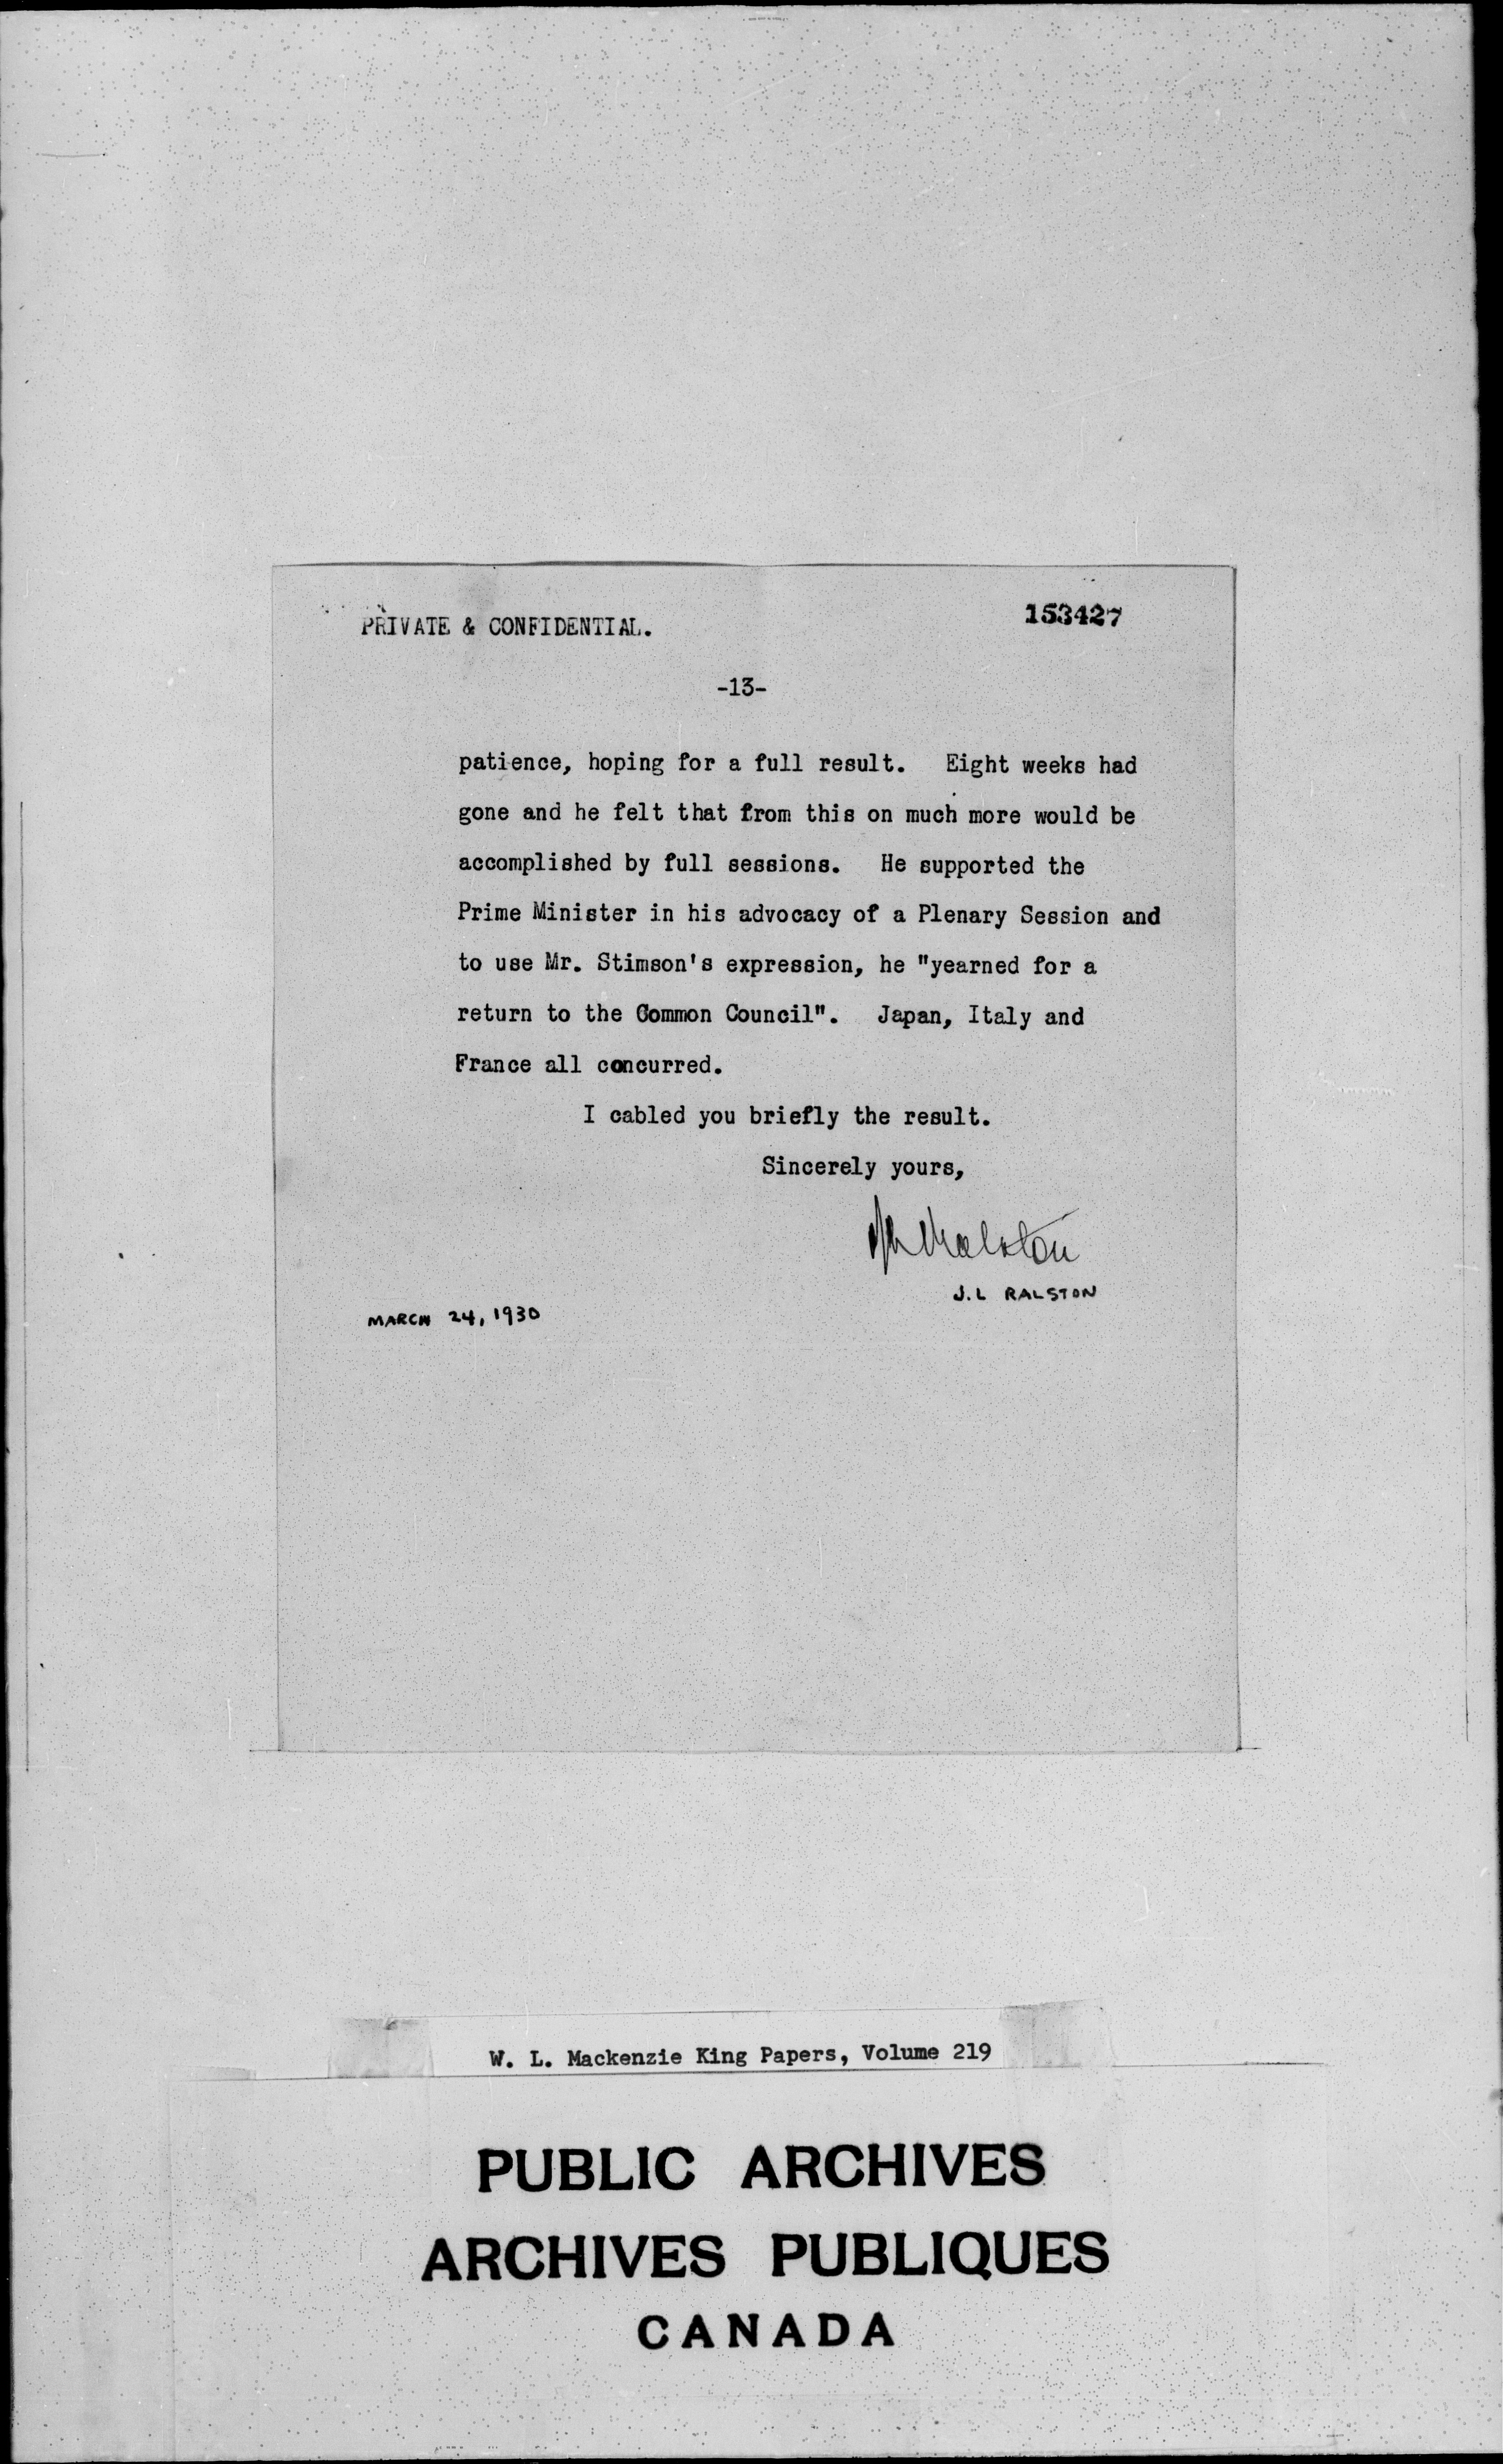 PRIVATE & CONFIDENTIAL.
153427
-13-
patience, hoping for a full result. Eight weeks had
gone and he felt that from this on much more would be
accomplished by full sessions. He supported the
Prime Minister in his advocacy of a Plenary Session and
to use Mr. Stimson's expression, he "yearned for a
return to the Common Council". Japan, Italy and
France all concurred.
I cabled you briefly the result.
Sincerely yours,
J L Ralston
J.L RALSTON
MARCH 24, 1930
W. L. Mackenzie King Papers, Volume 219
PUBLIC ARCHIVES
ARCHIVES PUBLIQUES
CANADA